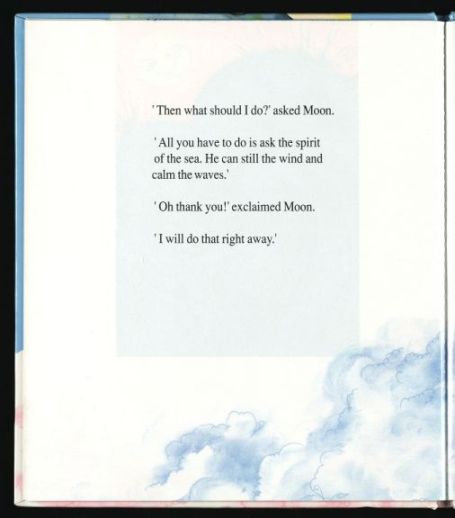 'Then what should I do?' asked Moon.
'All you have to do is ask the spirit
of the sea. He can still the wind and
calm the waves.'
'Oh thank you!' exclaimed Moon.
'I will do that right away.'